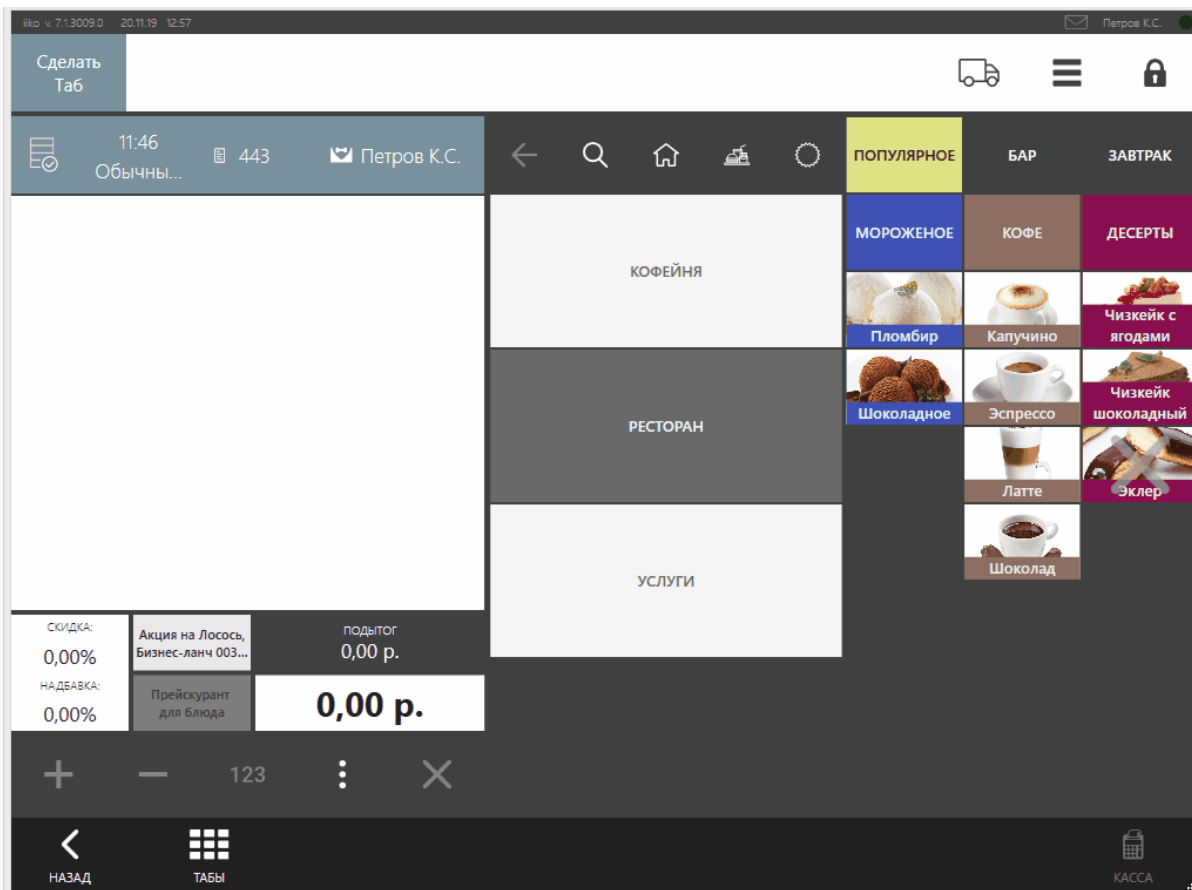 iiko v. 7.1.3009.0 20.11.19 12:57
Петров К.С.
Сделать
Таб
11:46
Обычны...
443
Петров К.С.
ПОПУЛЯРНОЕ
БАР
ЗАВТРАК
МОРОЖЕНОЕ
КОФЕ
ДЕСЕРТЫ
КОФЕЙНЯ
Пломбир
Капучино
Чизкейк с
ягодами
РЕСТОРАН
Шоколадное
Эспрессо
Чизкейк
шоколадный
Латте
Эклер
УСЛУГИ
Шоколад
СКИДКА:
0,00%
Акция на Лосось,
Бизнес-ланч 003...
ПОДЫТОГ
0,00 р.
НАДБАВКА:
0,00%
Прейскурант
для блюда
0,00 р.
123
НАЗАД
ТАБЫ
КАССА